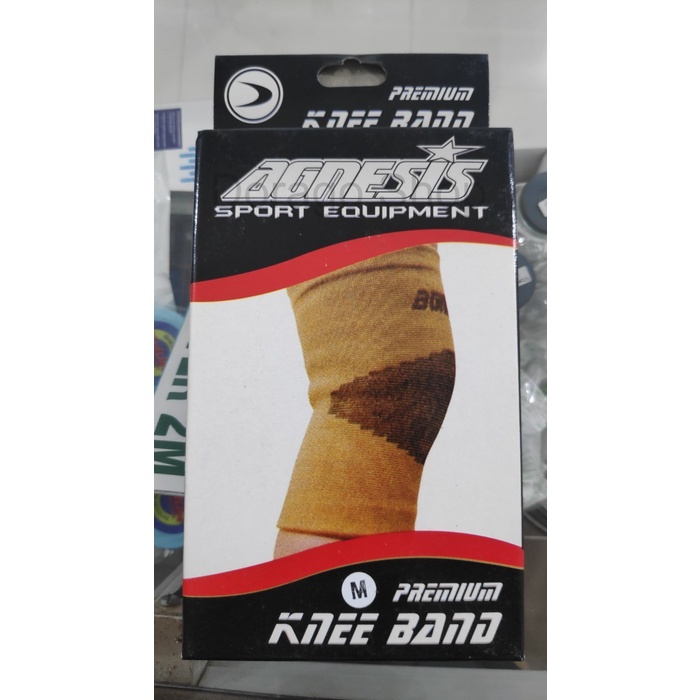 PREMIUM
KNEE BAND
AGNESIS
SPORT EQUIPMENT
M
PREMIUM
KNEE BAND